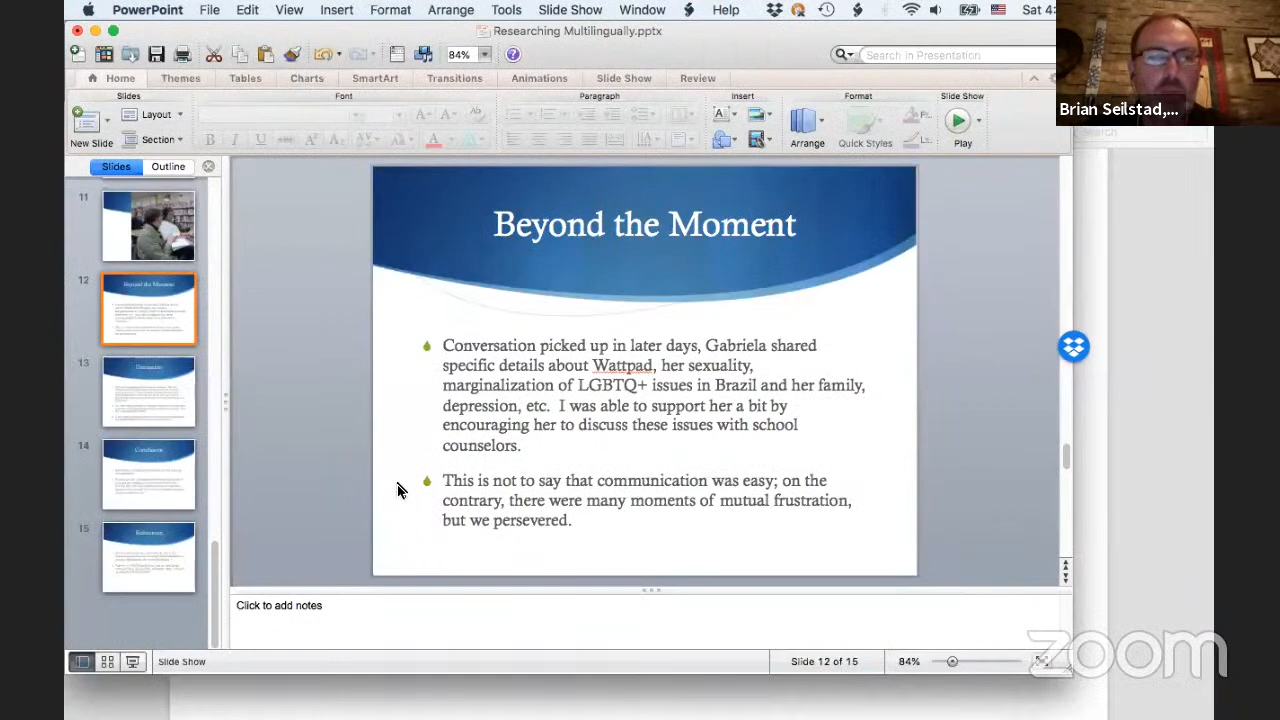 PowerPoint File Edit View Insert Format Arrange Tools Slide Show Window Help Sat 4:
Researching Multilingually.pptx
84%
Search in Presentation
Home Themes Tables Charts SmartArt Transitions Animations Slide Show Review
Slides Font Paragraph Insert Format Slide Show
New Slide Layout Section
B I U
Arrange Quick Styles Play
Brian Seilstad,...
Slides Outline
11
12
Beyond the Moment
13
14
Conclusion
15
References
Beyond the Moment
Conversation picked up in later days, Gabriela shared
specific details about Wattpad, her sexuality,
marginalization of LGBTQ+ issues in Brazil and her family,
depression, etc. I was able to support her a bit by
encouraging her to discuss these issues with school
counselors.
This is not to say that communication was easy; on the
contrary, there were many moments of mutual frustration,
but we persevered.
Click to add notes
Slide Show
Slide 12 of 15
84%
zoom